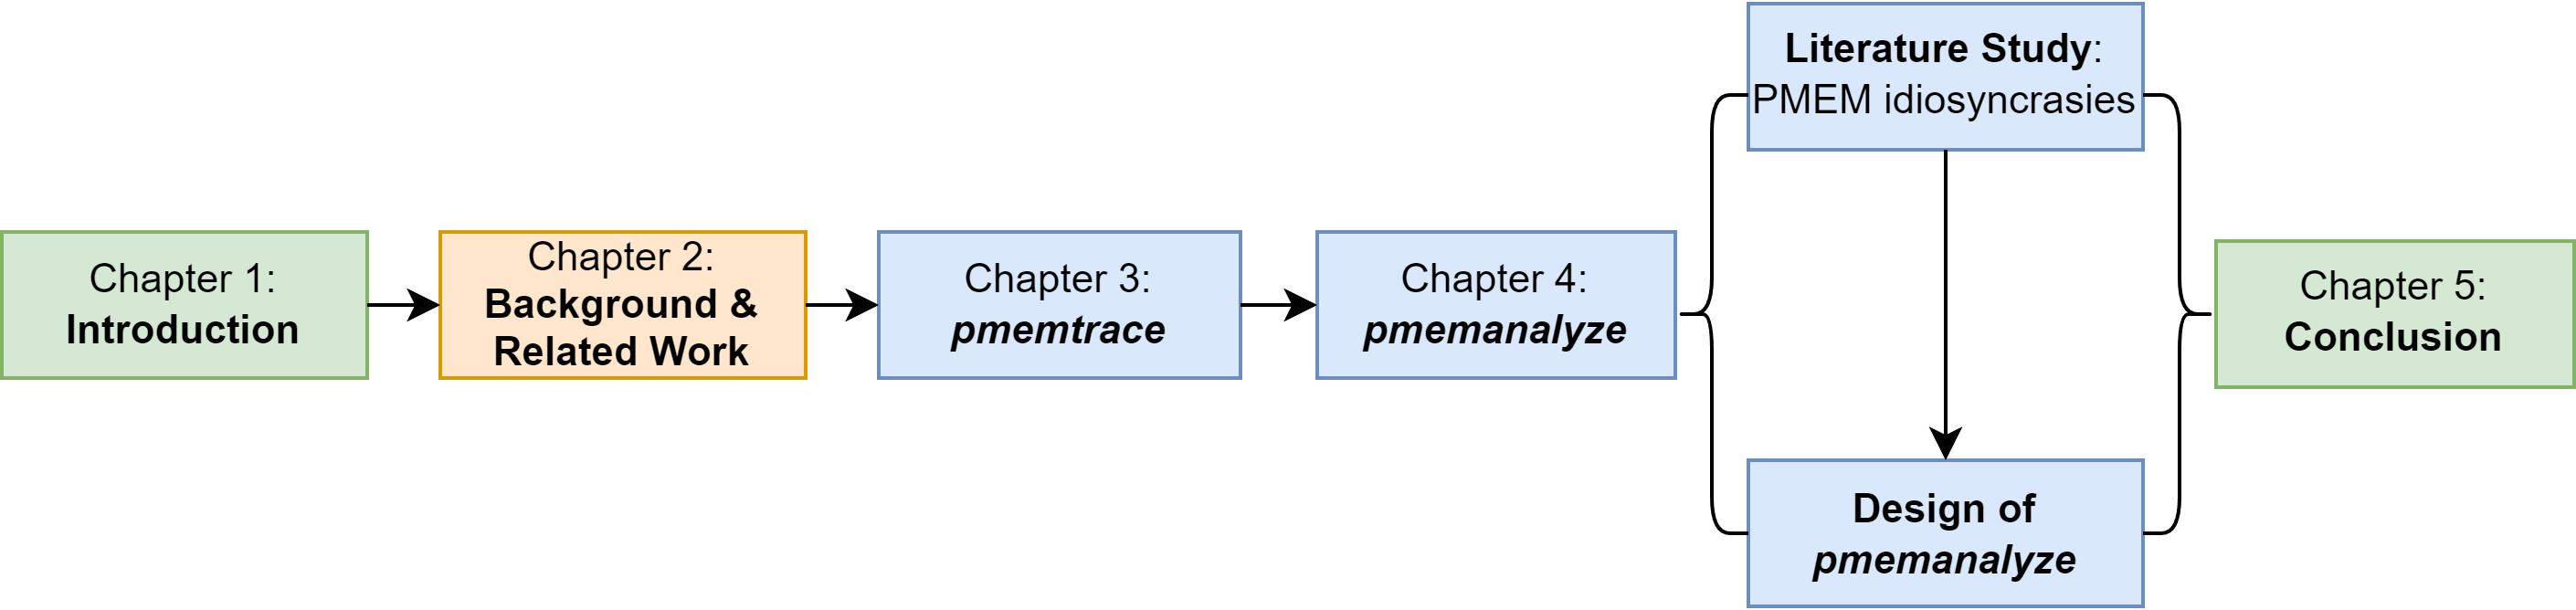 Chapter 1:
Introduction
Chapter 2:
Background &
Related Work
Chapter 3:
pmemtrace
Chapter 4:
pmemanalyze
Literature Study:
PMEM idiosyncrasies
Design of
pmemanalyze
Chapter 5:
Conclusion